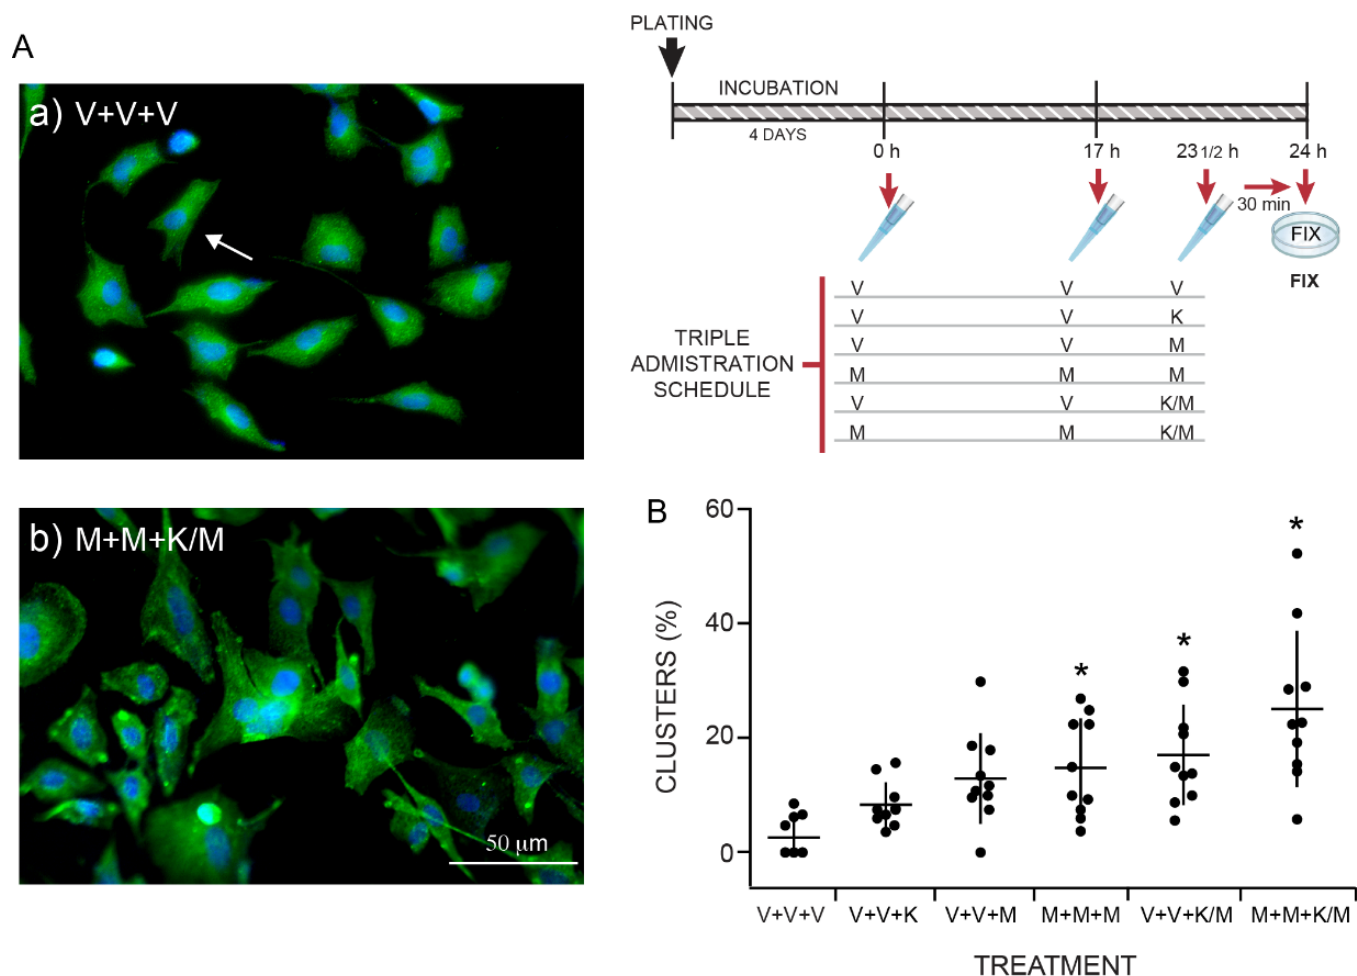 A
a) V+V+V
b) M+M+K/M
50 μm
PLATING
INCUBATION
4 DAYS
0 h
17 h
23 1/2 h
24 h
30 min
FIX
FIX
TRIPLE
ADMISTRATION
SCHEDULE
V V V
V V K
V V M
M M M
V V K/M
M M K/M
B
60
40
20
0
CLUSTERS (%)
* * *
V+V+V V+V+K V+V+M M+M+M V+V+K/M M+M+K/M
TREATMENT